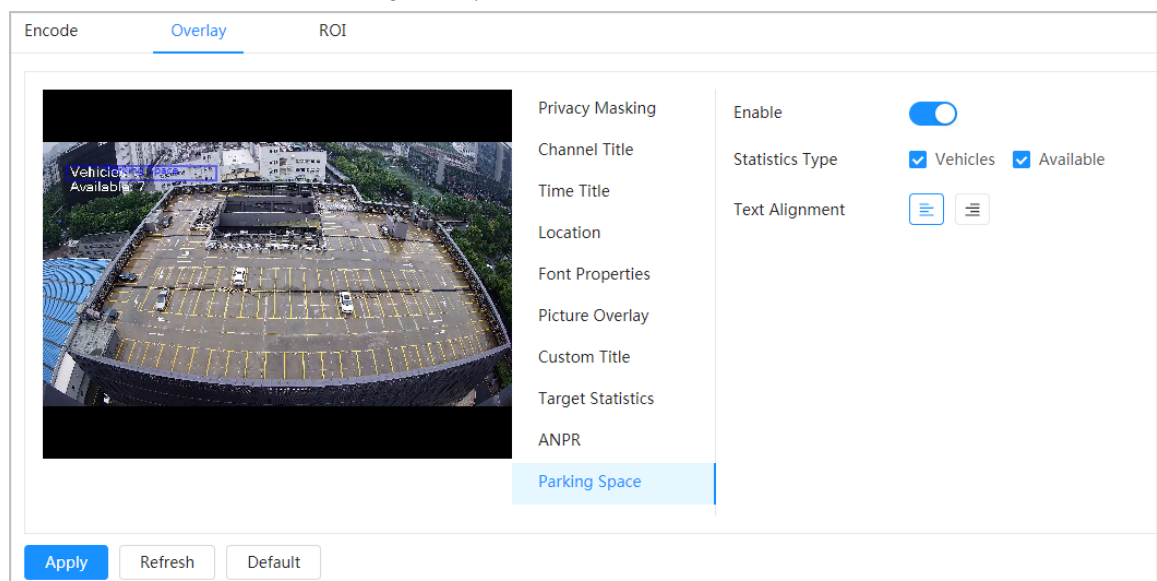 Encode Overlay ROI
Privacy Masking
Channel Title
Time Title
Location
Font Properties
Picture Overlay
Custom Title
Target Statistics
ANPR
Parking Space
Enable
Statistics Type Vehicles Available
Text Alignment
Available: 7
Apply Refresh Default